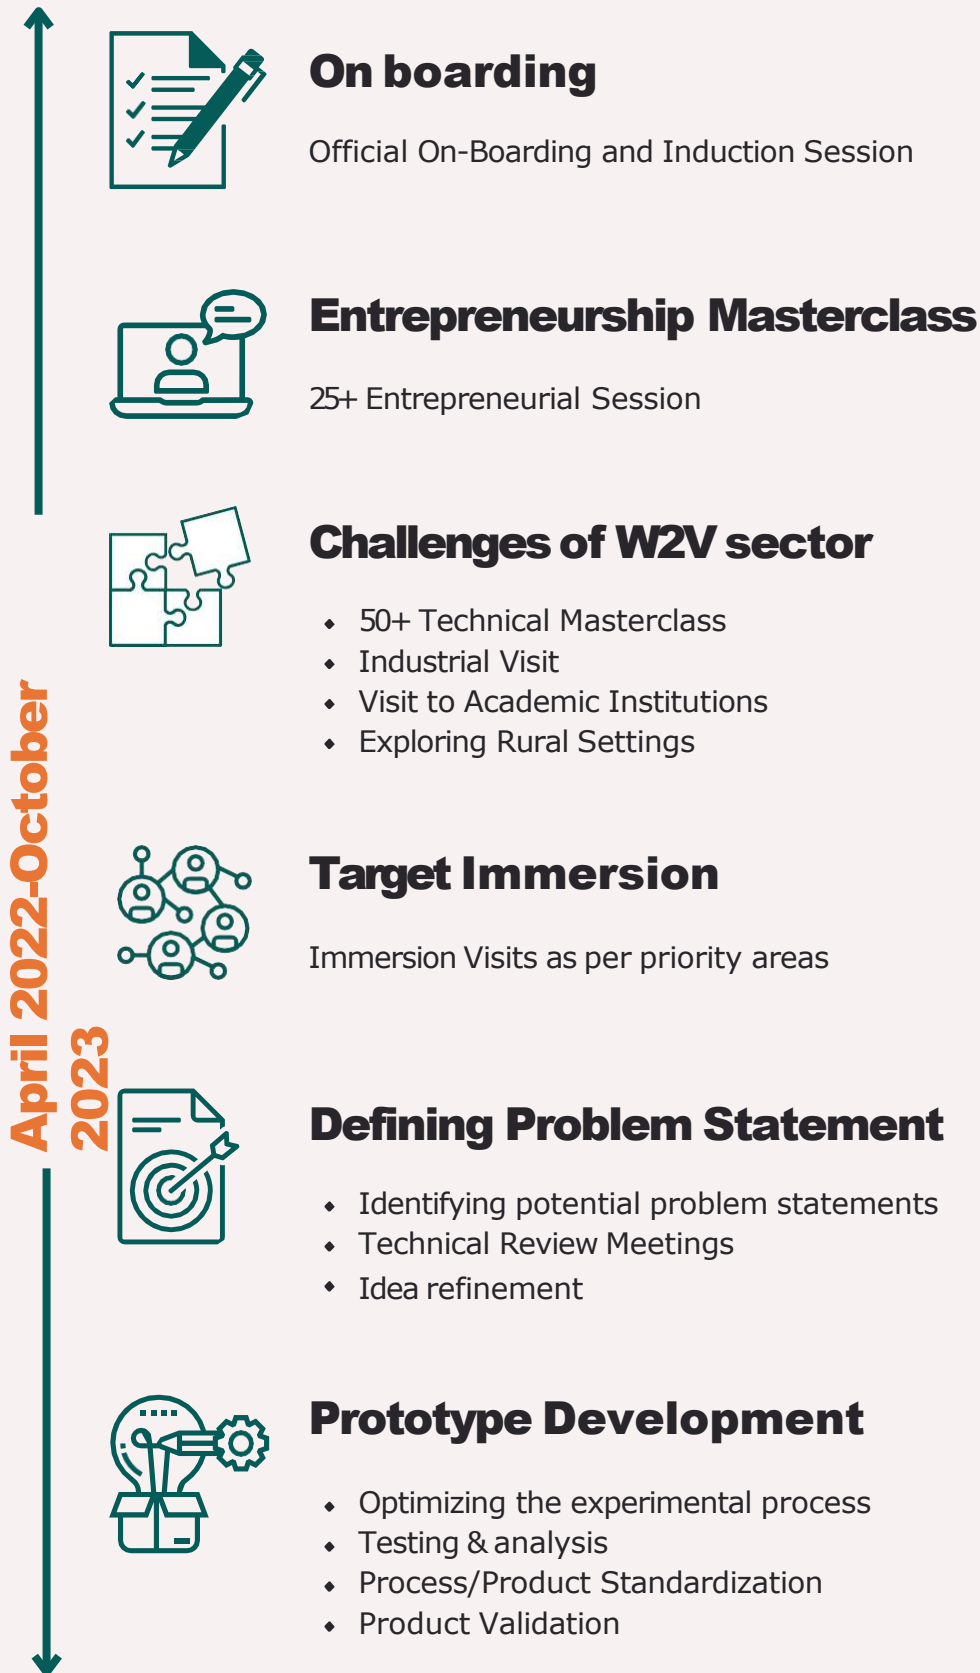 On boarding
Official On-Boarding and Induction Session
Entrepreneurship Masterclass
25+ Entrepreneurial Session
Challenges of W2V sector
• 50+ Technical Masterclass
• Industrial Visit
• Visit to Academic Institutions
• Exploring Rural Settings
April 2022-October
2023
Target Immersion
Immersion Visits as per priority areas
Defining Problem Statement
• Identifying potential problem statements
• Technical Review Meetings
• Idea refinement
Prototype Development
• Optimizing the experimental process
• Testing & analysis
• Process/Product Standardization
• Product Validation